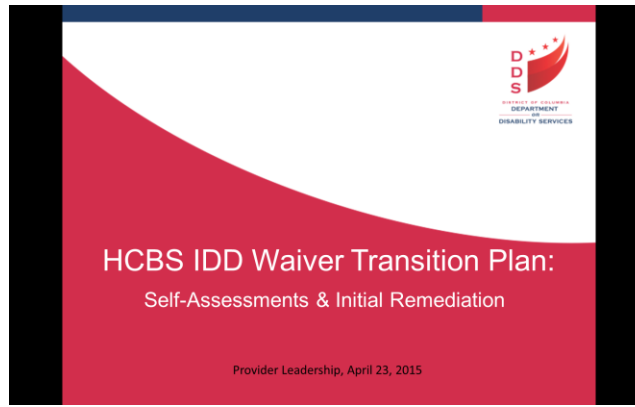 D
D
S
DISTRICT OF COLUMBIA
DEPARTMENT
ON
DISABILITY SERVICES
HCBS IDD Waiver Transition Plan:
Self-Assessments & Initial Remediation
Provider Leadership, April 23, 2015